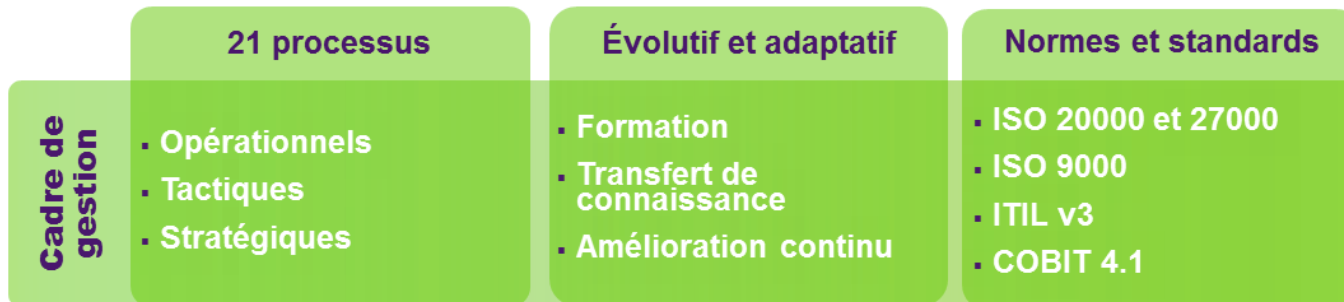 21 processus
Évolutif et adaptatif
Normes et standards
Cadre de
gestion
▪ Opérationnels
▪ Tactiques
▪ Stratégiques
▪ Formation
▪ Transfert de
connaissance
▪ Amélioration continu
▪ ISO 20000 et 27000
▪ ISO 9000
▪ ITIL v3
▪ COBIT 4.1